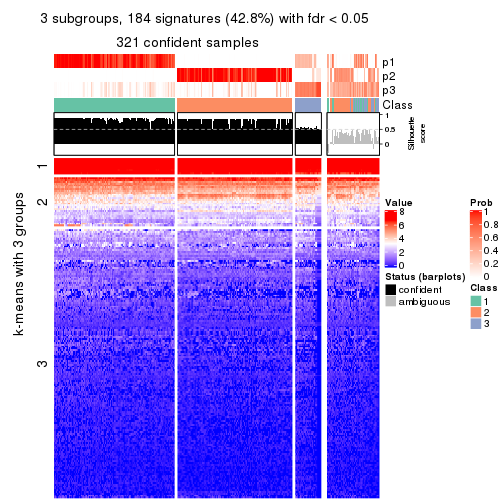 3 subgroups, 184 signatures (42.8%) with fdr < 0.05
321 confident samples
p1
p2
p3
Class
1
0.5
0
Silhouette
score
k-means with 3 groups
1
2
3
Value
8
6
4
2
0
Status (barplots)
confident
ambiguous
Prob
1
0.8
0.6
0.4
0.2
0
Class
1
2
3